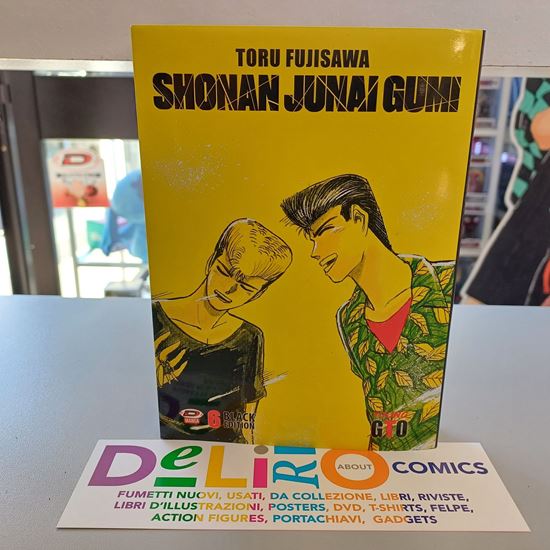 TORU FUJISAWA
SHONAN JUNAI GUMI
D
MANGA
6
BLACK
EDITION
GTO
DeLiRiO
ABOUT
COMICS
FUMETTI NUOVI, USATI, DA COLLEZIONE, LIBRI, RIVISTE,
LIBRI D'ILLUSTRAZIONI, POSTERS, DVD, T-SHIRTS, FELPE,
ACTION FIGURES, PORTACHIAVI, GADGETS